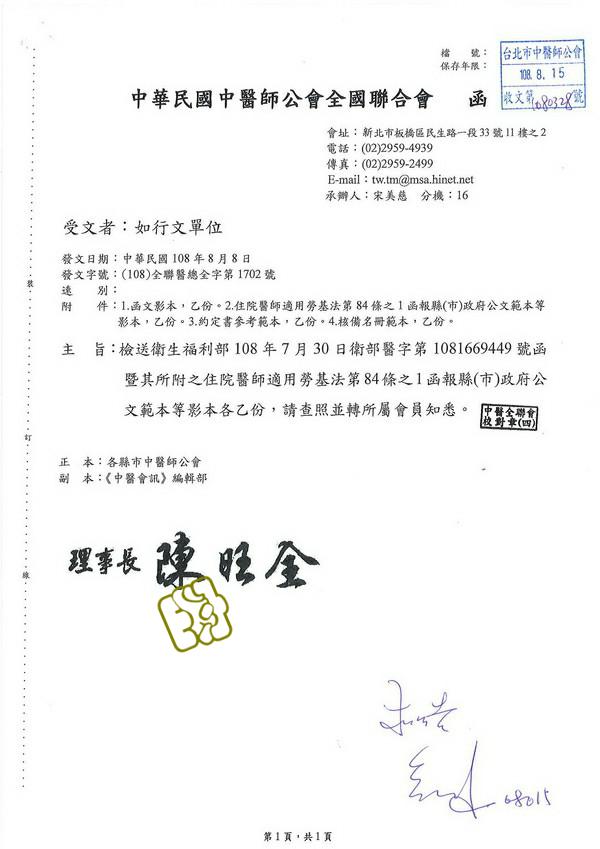 檔　　號：
保存年限：
台北市中醫師公會
108.8.15
收文第1080328號
中華民國中醫師公會全國聯合會　函
會址：新北市板橋區民生路一段33號11樓之2
電話：(02)2959-4939
傳真：(02)2959-2499
E-mail：tw.tm@msa.hinet.net
承辦人：宋美慈　分機：16
受文者：如行文單位
發文日期：中華民國108年8月8日
發文字號：(108)全聯醫總全字第1702號
速　　別：
附　　件：1.函文影本，乙份。2.住院醫師適用勞基法第84條之1函報縣(市)政府公文範本等
影本，乙份。3.約定書參考範本，乙份。4.核備名冊範本，乙份。
主　旨：檢送衛生福利部108年7月30日衛部醫字第1081669449號函
暨其所附之住院醫師適用勞基法第84條之1函報縣(市)政府公
文範本等影本各乙份，請查照並轉所屬會員知悉。
中醫全聯會
校對章(四)
正　本：各縣市中醫師公會
副　本：《中醫會訊》編輯部
理事長 陳旺全
裝
訂
線
08015
第1頁，共1頁